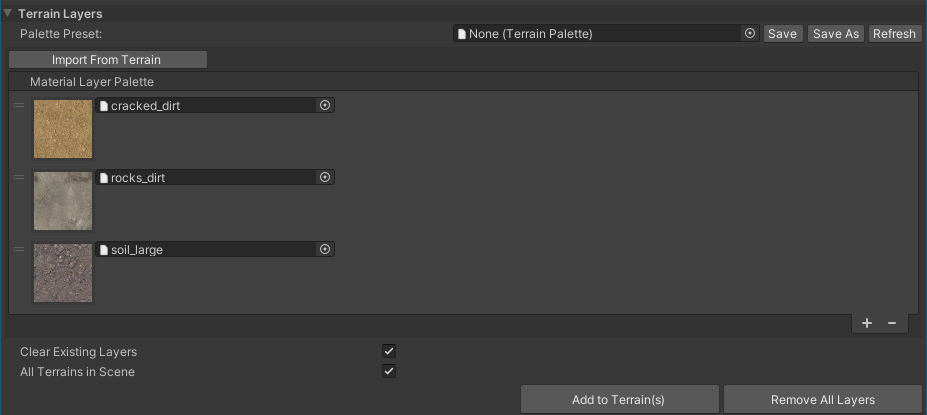 Terrain Layers
Palette Preset: None (Terrain Palette) Save Save As Refresh
Import From Terrain
Material Layer Palette
cracked_dirt
rocks_dirt
soil_large
+ −
Clear Existing Layers
All Terrains in Scene
Add to Terrain(s) Remove All Layers